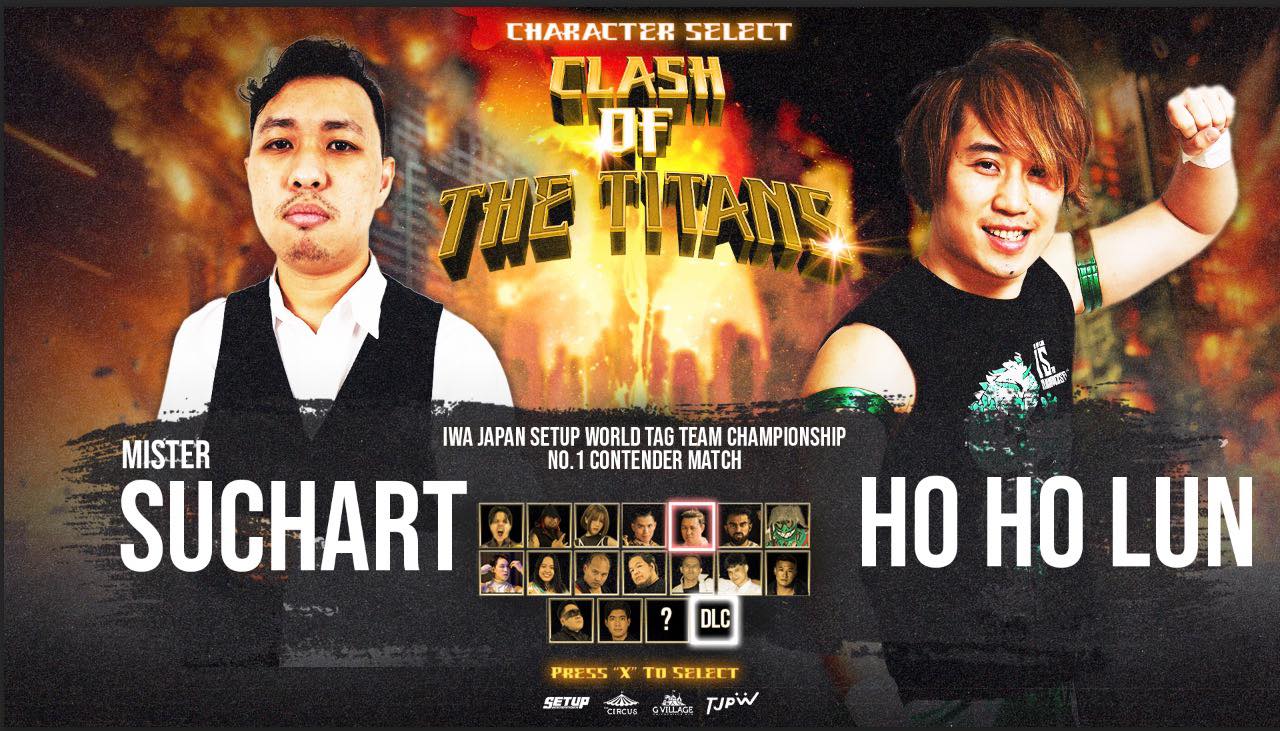 CHARACTER SELECT
CLASH
OF
THE TITANS
MISTER
SUCHART
IWA JAPAN SETUP WORLD TAG TEAM CHAMPIONSHIP
NO.1 CONTENDER MATCH
HO HO LUN
?
DLC
PRESS "X" TO SELECT
SETUP
CIRCUS
G VILLAGE
TJPW